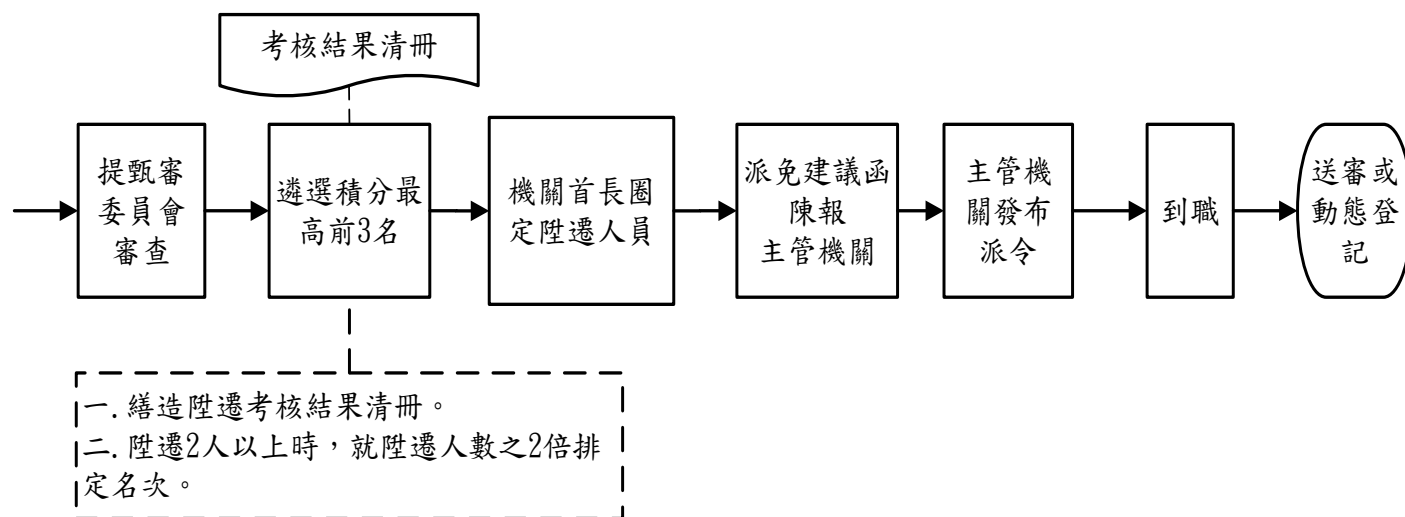 考核結果清冊
提甄審
委員會
審查
遴選積分最
高前3名
機關首長圈
定陞遷人員
派免建議函
陳報
主管機關
主管機
關發布
派令
到職
送審或
動態登
記
一. 繕造陞遷考核結果清冊。
二. 陞遷2人以上時，就陞遷人數之2倍排
定名次。